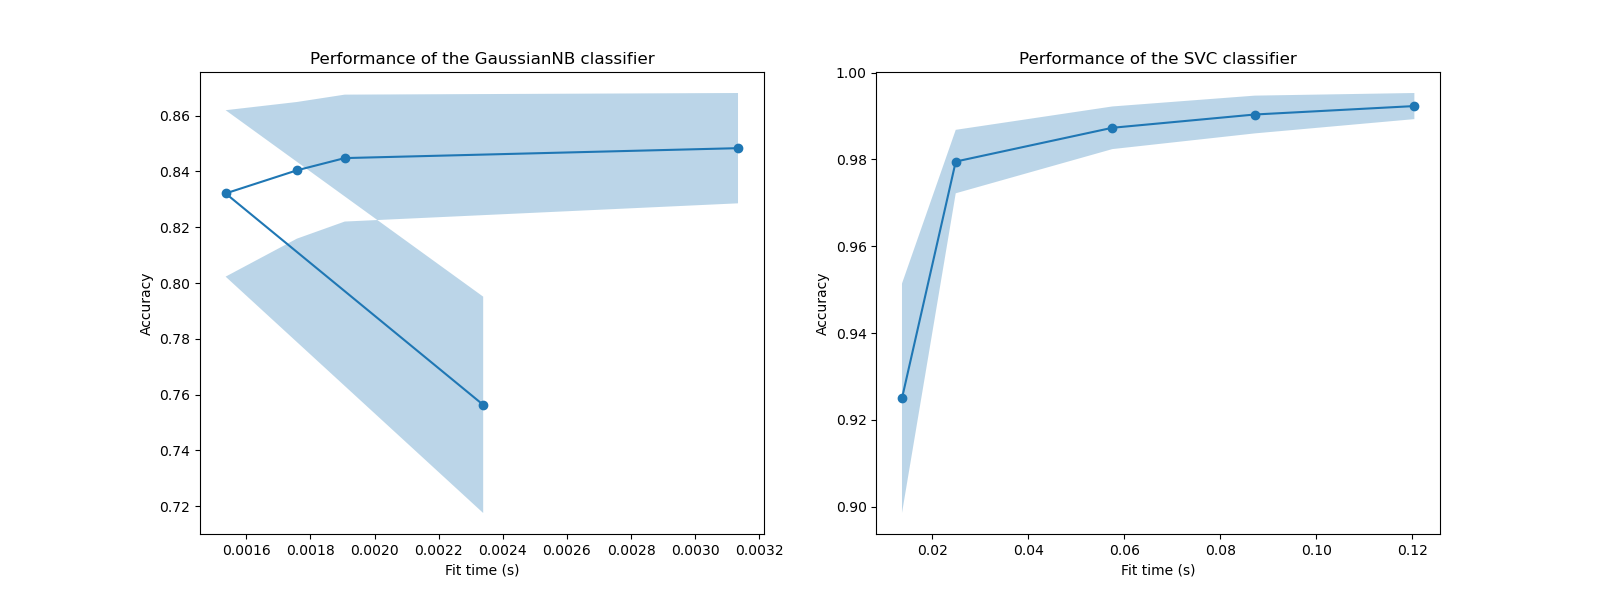 Performance of the GaussianNB classifier
Accuracy
0.86
0.84
0.82
0.80
0.78
0.76
0.74
0.72
0.0016 0.0018 0.0020 0.0022 0.0024 0.0026 0.0028 0.0030 0.0032
Fit time (s)
Performance of the SVC classifier
Accuracy
1.00
0.98
0.96
0.94
0.92
0.90
0.02 0.04 0.06 0.08 0.10 0.12
Fit time (s)